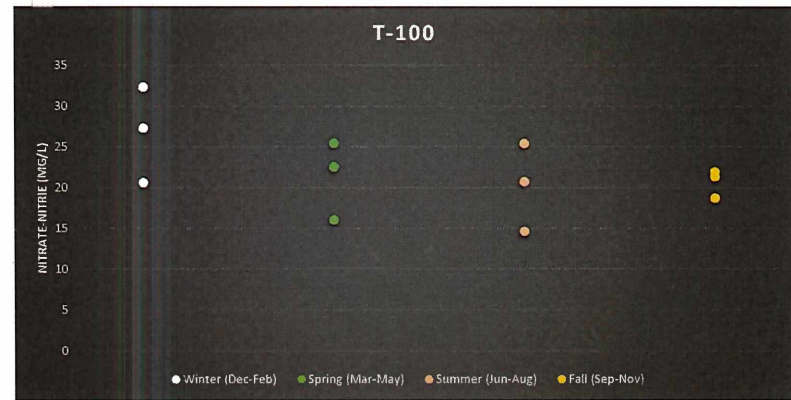 T-100
35
30
25
20
15
10
5
0
NITRATE-NITRIE (MG/L)
Winter (Dec-Feb) Spring (Mar-May) Summer (Jun-Aug) Fall (Sep-Nov)